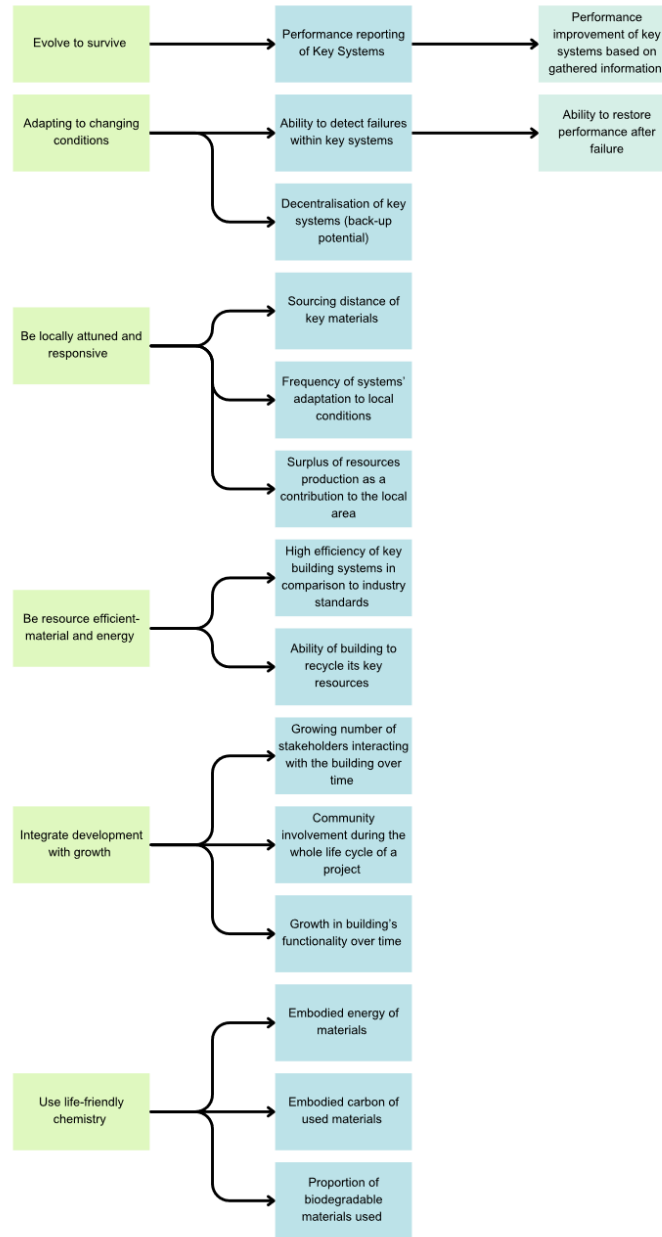 Evolve to survive
Performance reporting
of Key Systems
Performance
improvement of key
systems based on
gathered information
Adapting to changing
conditions
Ability to detect failures
within key systems
Ability to restore
performance after
failure
Decentralisation of key
systems (back-up
potential)
Be locally attuned and
responsive
Sourcing distance of
key materials
Frequency of systems'
adaptation to local
conditions
Surplus of resources
production as a
contribution to the local
area
Be resource efficient-
material and energy
High efficiency of key
building systems in
comparison to industry
standards
Ability of building to
recycle its key
resources
Integrate development
with growth
Growing number of
stakeholders interacting
with the building over
time
Community
involvement during the
whole life cycle of a
project
Growth in building's
functionality over time
Use life-friendly
chemistry
Embodied energy of
materials
Embodied carbon of
used materials
Proportion of
biodegradable
materials used